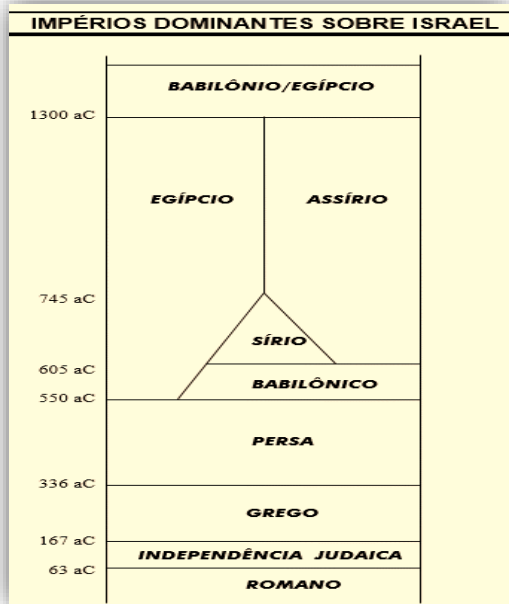 IMPÉRIOS DOMINANTES SOBRE ISRAEL
BABILÔNIO/EGÍPCIO
1300 aC
EGÍPCIO ASSÍRIO
745 aC
SÍRIO
605 aC
BABILÔNICO
550 aC
PERSA
336 aC
GREGO
167 aC
INDEPENDÊNCIA JUDAICA
63 aC
ROMANO